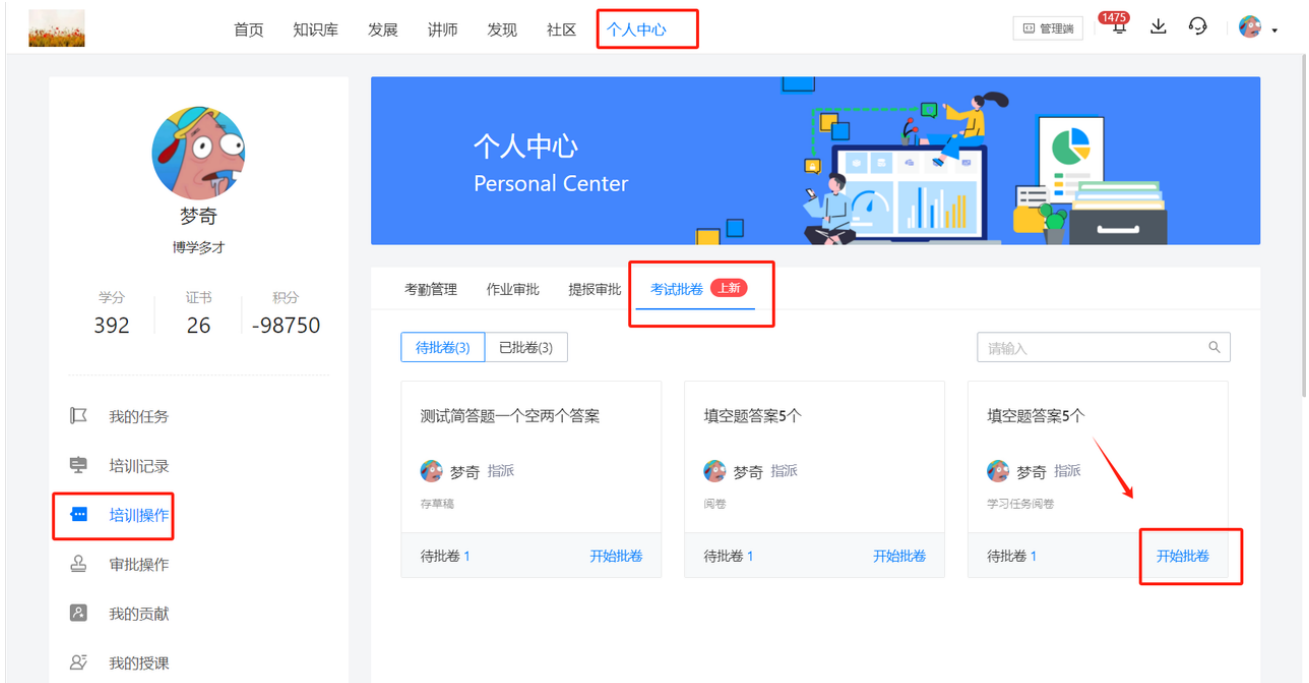 首页 知识库 发展 讲师 发现 社区 个人中心 管理端 1475
梦奇
博学多才
学分 证书 积分
392 26 -98750
我的任务
培训记录
培训操作
审批操作
我的贡献
我的授课
个人中心
Personal Center
考勤管理 作业审批 提报审批 考试批卷 上新
待批卷(3) 已批卷(3) 请输入
测试简答题一个空两个答案 填空题答案5个 填空题答案5个
梦奇 指派 梦奇 指派 梦奇 指派
存草稿 阅卷 学习任务阅卷
待批卷 1 开始批卷 待批卷 1 开始批卷 待批卷 1 开始批卷